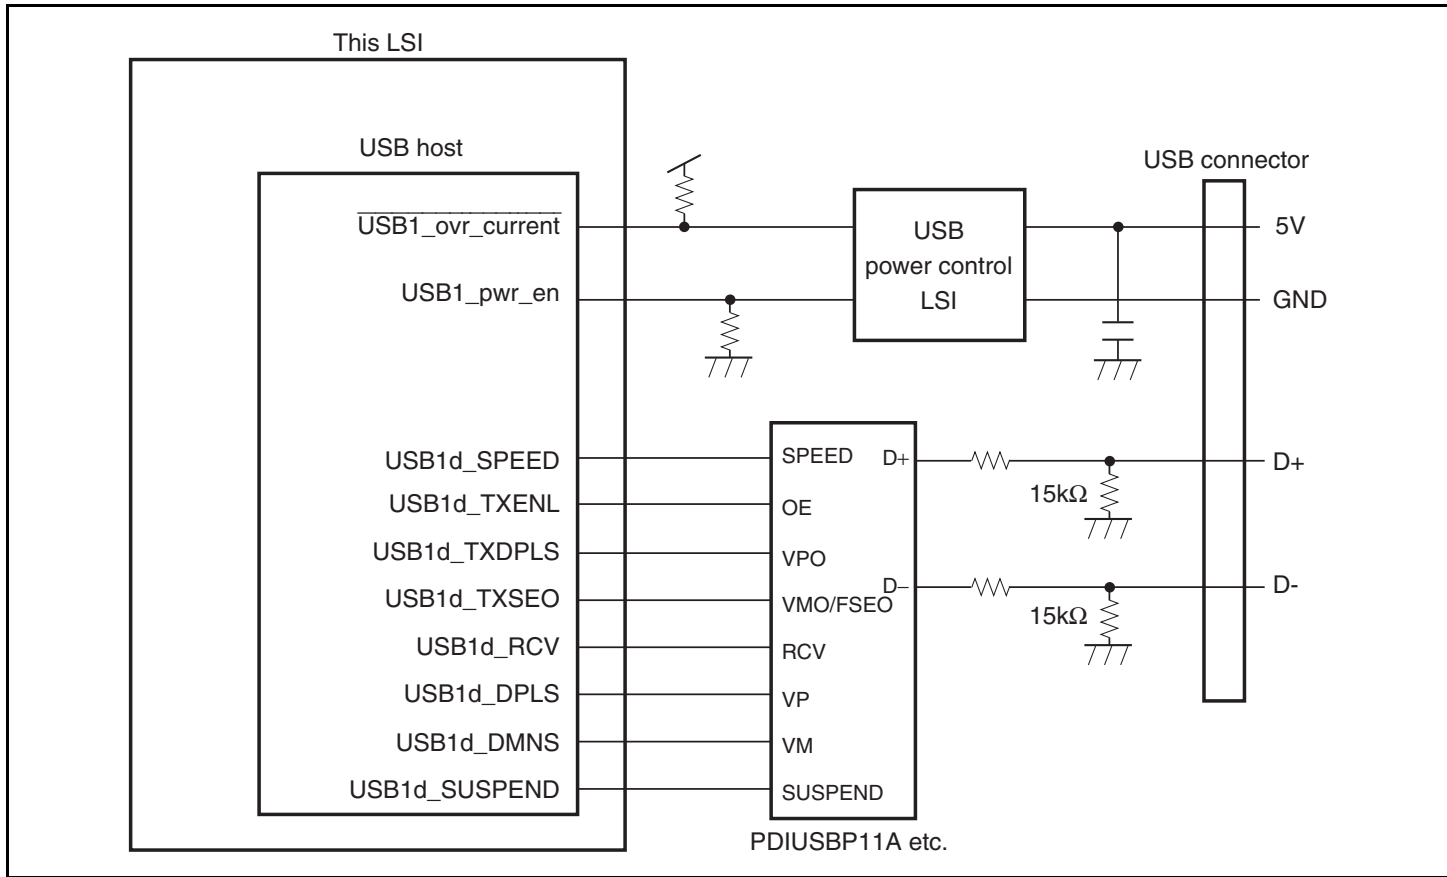 This LSI
USB host
USB connector
USB1_ovr_current
USB
power control
LSI
5V
USB1_pwr_en
GND
USB1d_SPEED
SPEED
D+
D+
15kΩ
USB1d_TXENL
OE
USB1d_TXDPLS
VPO
D−
D-
USB1d_TXSEO
VMO/FSEO
15kΩ
USB1d_RCV
RCV
USB1d_DPLS
VP
USB1d_DMNS
VM
USB1d_SUSPEND
SUSPEND
PDIUSBP11A etc.